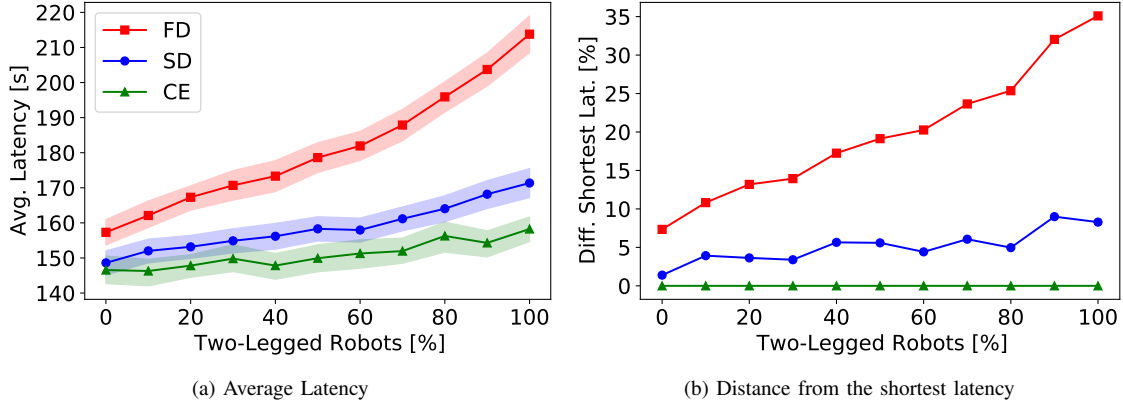 220
210
200
190
180
170
160
150
140
Avg. Latency [s]
FD
SD
CE
0 20 40 60 80 100
Two-Legged Robots [%]
(a) Average Latency
35
30
25
20
15
10
5
0
Diff. Shortest Lat. [%]
0 20 40 60 80 100
Two-Legged Robots [%]
(b) Distance from the shortest latency